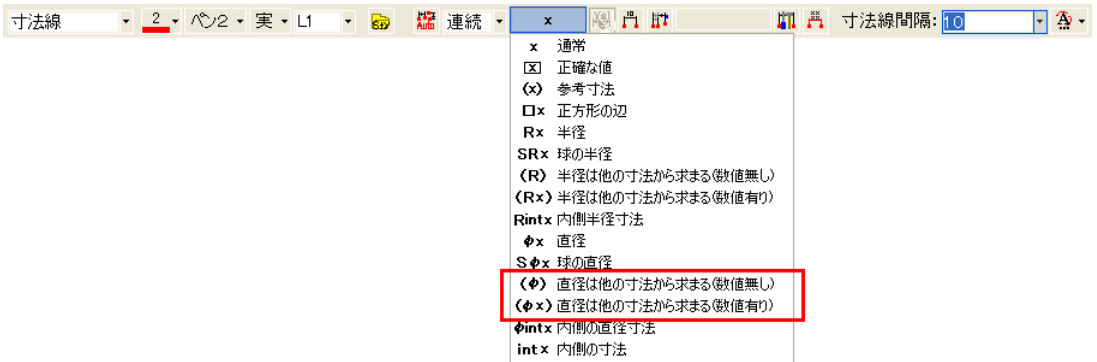 寸法線 2 ペン2 実 L1 連続 x 寸法線間隔: 10
x 通常
x 正確な値
(x) 参考寸法
□x 正方形の辺
Rx 半径
SRx 球の半径
(R) 半径は他の寸法から求まる(数値無し)
(Rx) 半径は他の寸法から求まる(数値有り)
Rintx 内側半径寸法
φx 直径
Sφx 球の直径
(φ) 直径は他の寸法から求まる(数値無し)
(φx) 直径は他の寸法から求まる(数値有り)
φintx 内側の直径寸法
intx 内側の寸法